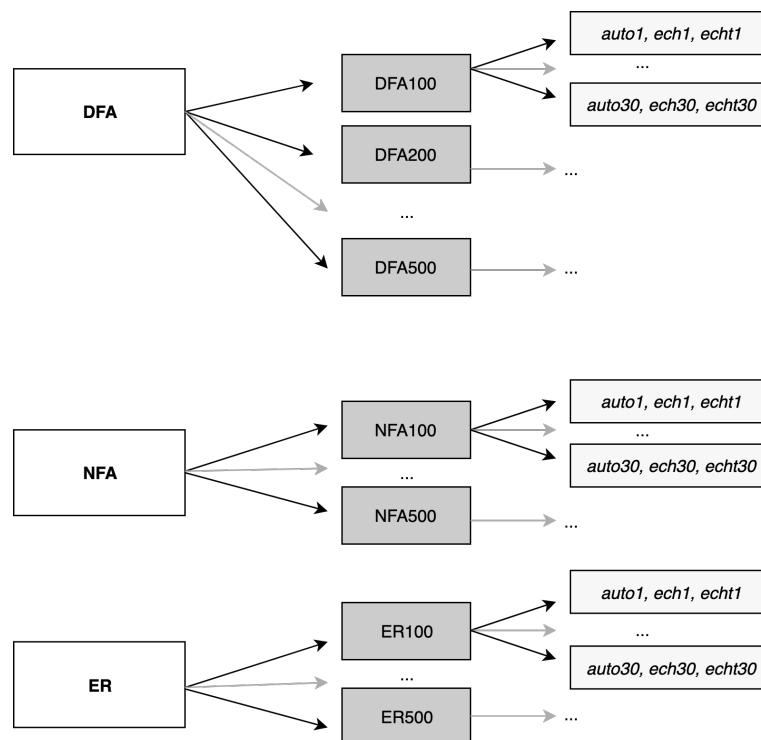 auto1, ech1, echt1
DFA100
...
DFA
auto30, ech30, echt30
DFA200
...
...
DFA500
...
auto1, ech1, echt1
NFA100
...
NFA
auto30, ech30, echt30
...
NFA500
...
auto1, ech1, echt1
ER100
...
auto30, ech30, echt30
ER
...
ER500
...